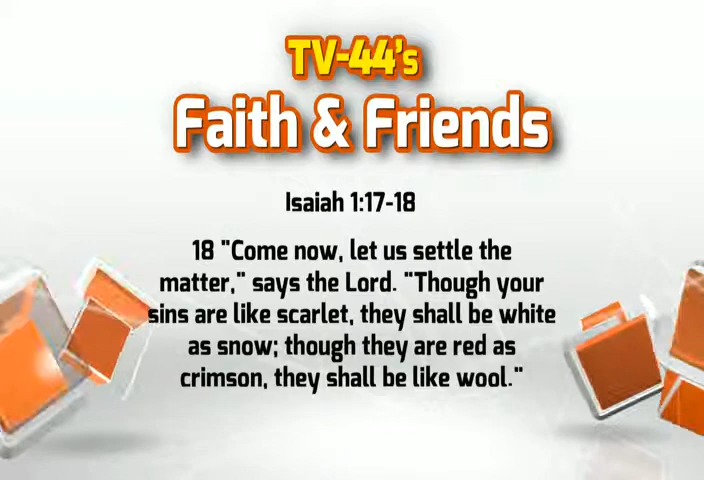 TV-44's
Faith & Friends
Isaiah 1:17-18
18 "Come now, let us settle the
matter," says the Lord. "Though your
sins are like scarlet, they shall be white
as snow; though they are red as
crimson, they shall be like wool."